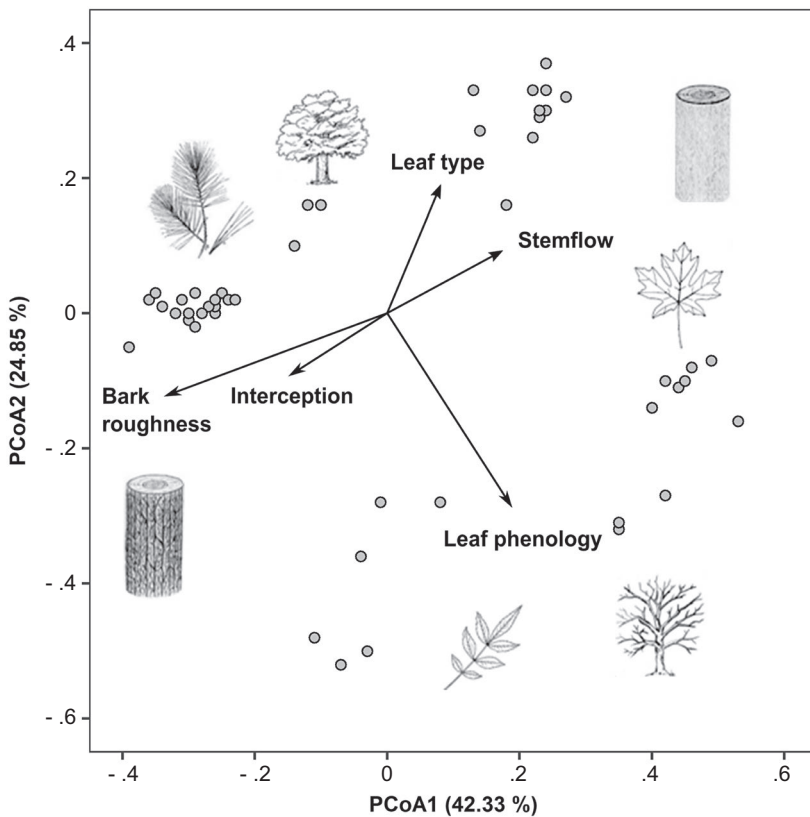 .4
.2
0
- .2
- .4
- .6
PCoA2 (24.85 %)
Leaf type
Stemflow
Bark
roughness
Interception
Leaf phenology
- .4
- .2
0
.2
.4
.6
PCoA1 (42.33 %)